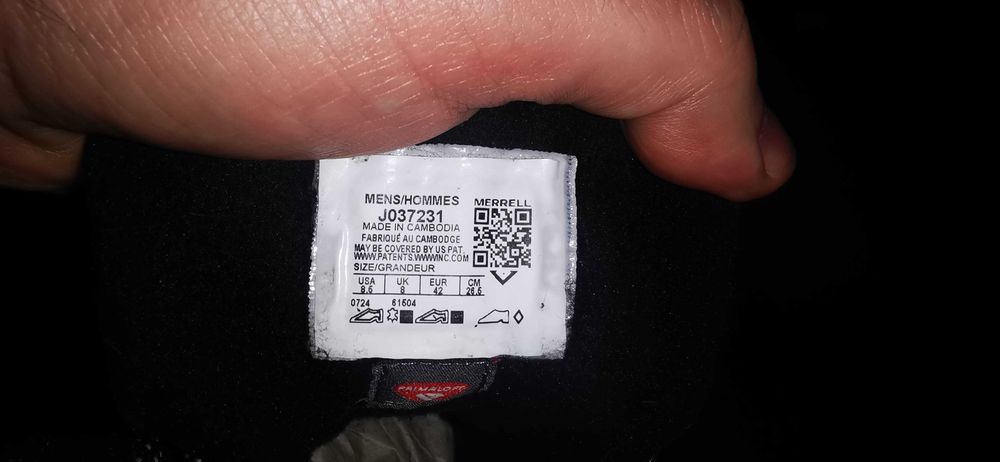 MENS/HOMMES
MERRELL
J037231
MADE IN CAMBODIA
FABRIQUÉ AU CAMBODGE
MAY BE COVERED BY US PAT.
WWW.PATENTS.WWWINC.COM
SIZE/GRANDEUR
USA UK EUR CM
8.5 8 42 26.5
0724 61504
PRIMALOFT